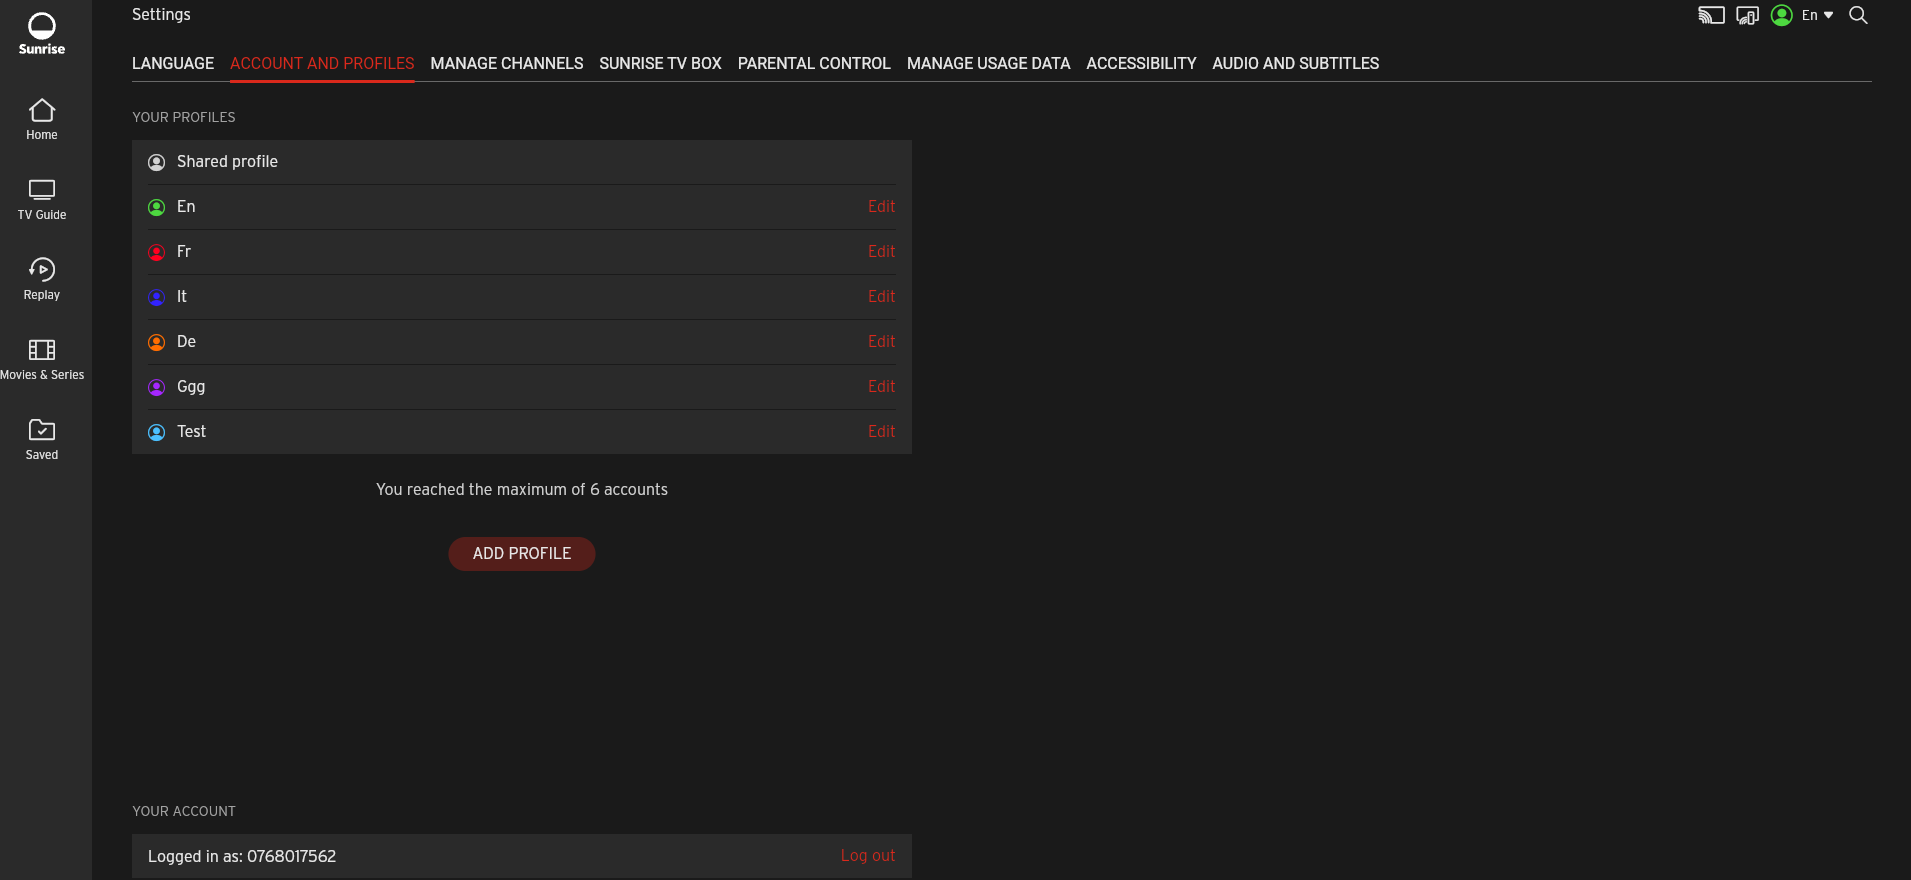 Sunrise
Home
TV Guide
Replay
Movies & Series
Saved
Settings
En
LANGUAGE ACCOUNT AND PROFILES MANAGE CHANNELS SUNRISE TV BOX PARENTAL CONTROL MANAGE USAGE DATA ACCESSIBILITY AUDIO AND SUBTITLES
YOUR PROFILES
Shared profile
En Edit
Fr Edit
It Edit
De Edit
Ggg Edit
Test Edit
You reached the maximum of 6 accounts
ADD PROFILE
YOUR ACCOUNT
Logged in as: 0768017562 Log out